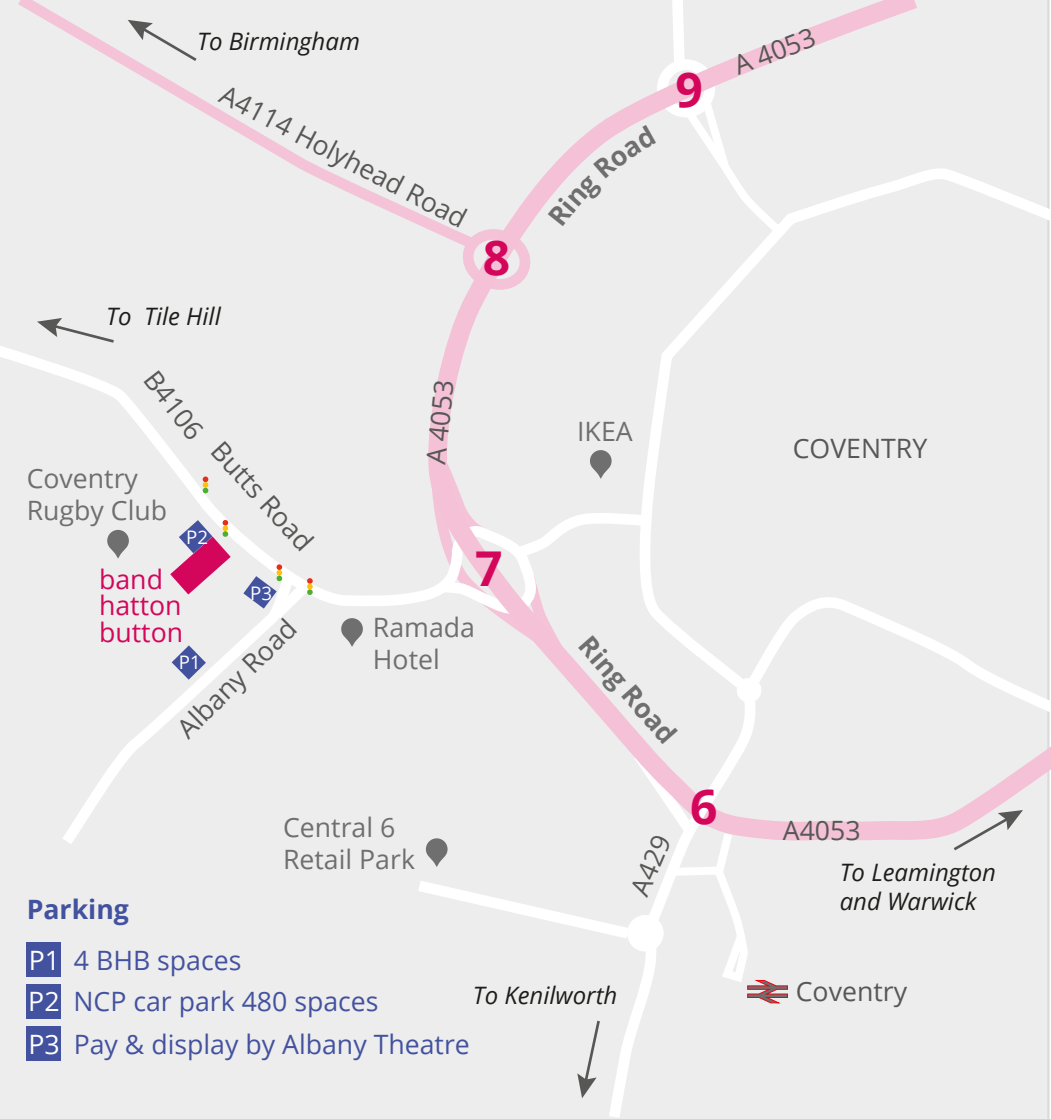 To Birmingham
A 4053
9
A4114 Holyhead Road
Ring Road
8
To Tile Hill
B4106 Butts Road
A 4053
IKEA
COVENTRY
Coventry
Rugby Club
P2
7
band
hatton
button
P3
Ramada
Hotel
P1
Albany Road
Ring Road
6
Central 6
Retail Park
A4053
A429
To Leamington
and Warwick
Parking
P1 4 BHB spaces
P2 NCP car park 480 spaces
P3 Pay & display by Albany Theatre
To Kenilworth
Coventry